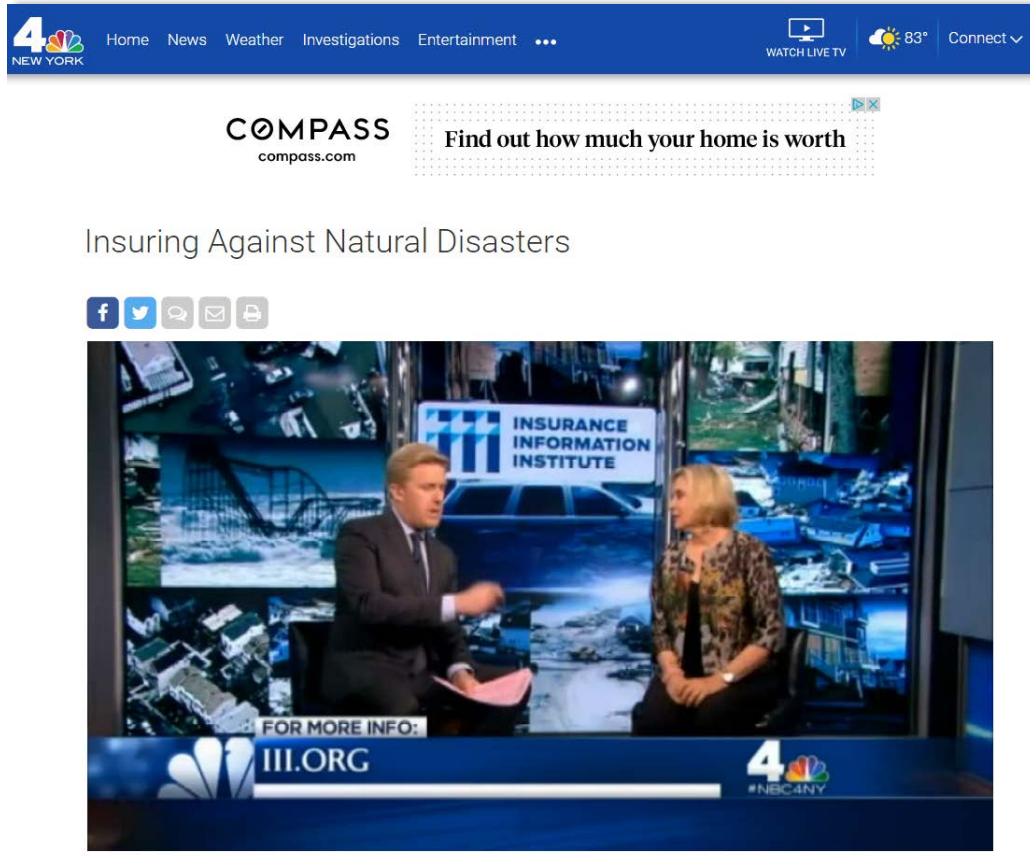 4
NEW YORK
Home News Weather Investigations Entertainment •••
WATCH LIVE TV
83°
Connect
COMPASS
compass.com
Find out how much your home is worth
Insuring Against Natural Disasters
INSURANCE
INFORMATION
INSTITUTE
FOR MORE INFO:
III.ORG
4
#NBC4NY